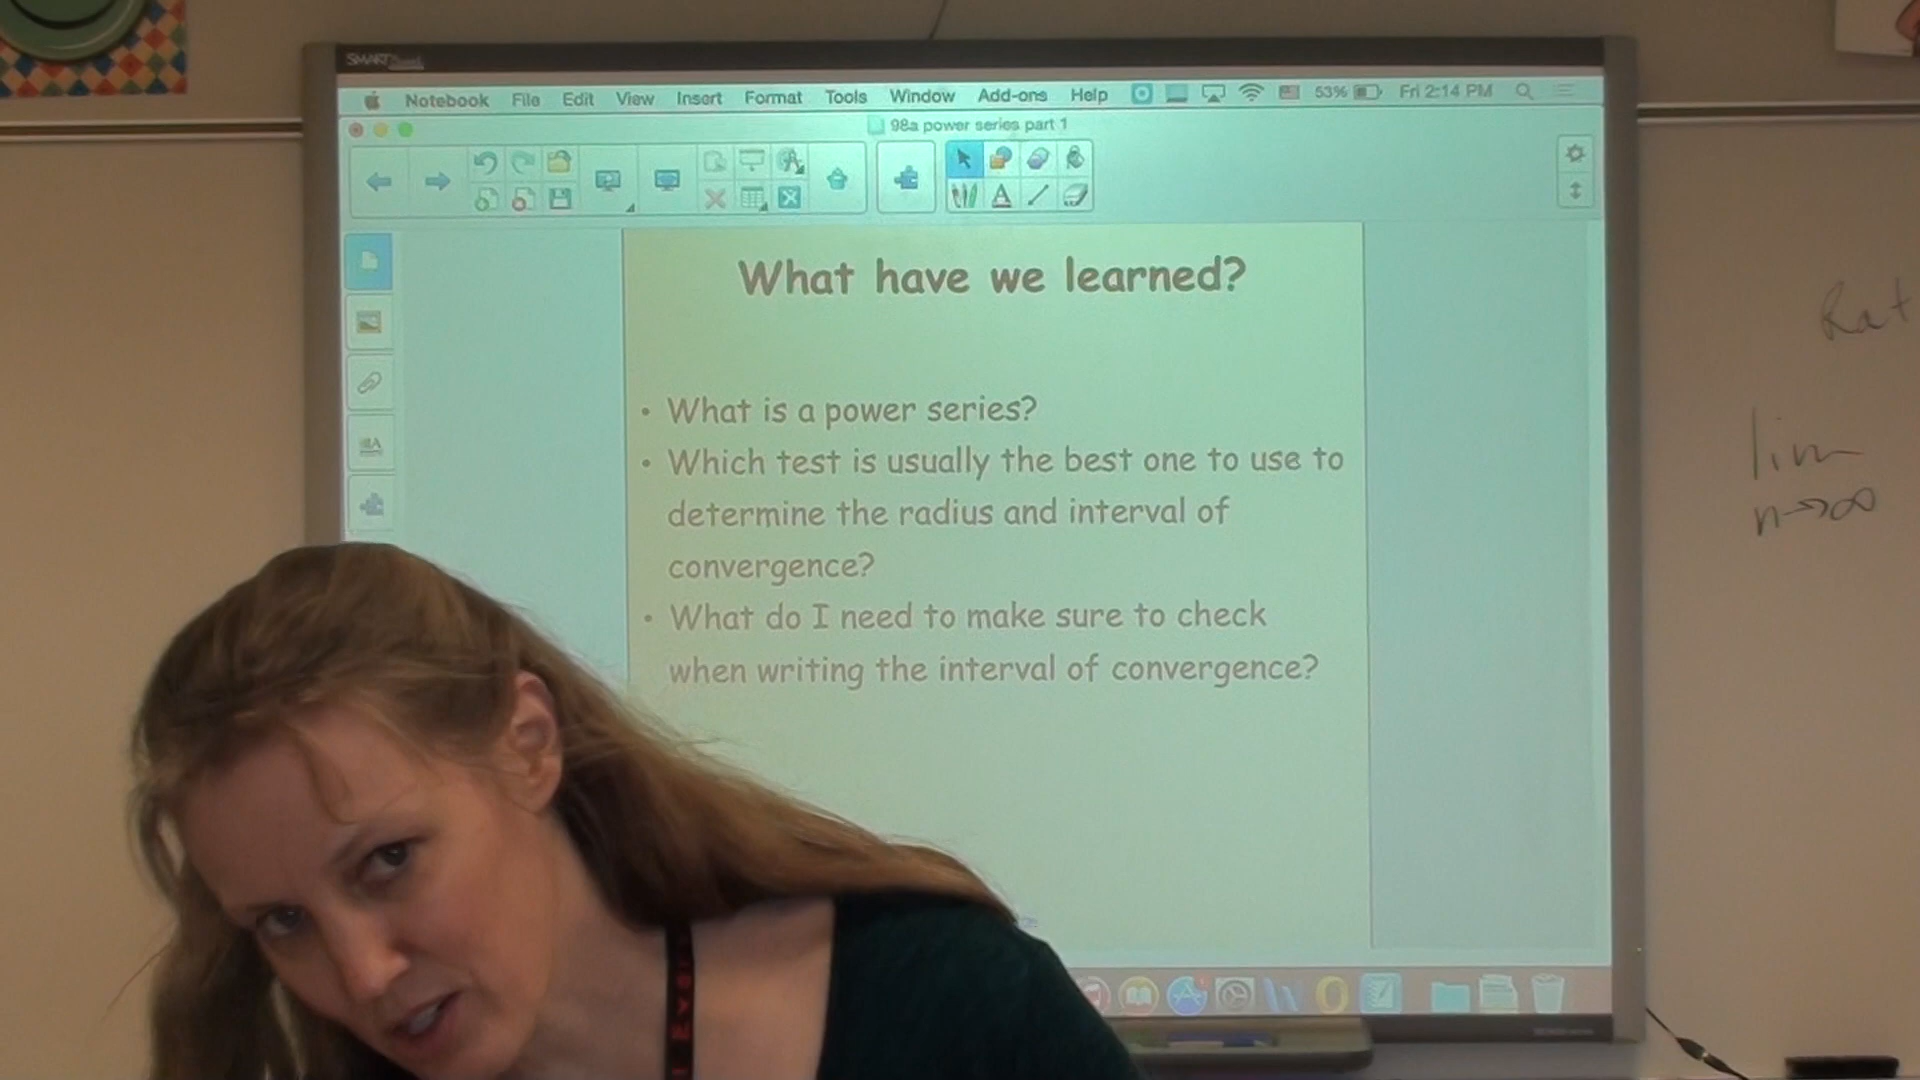 SMART Board
Notebook File Edit View Insert Format Tools Window Add-ons Help 53% Fri 2:14 PM
98a power series part 1
What have we learned?
• What is a power series?
• Which test is usually the best one to use to
determine the radius and interval of
convergence?
• What do I need to make sure to check
when writing the interval of convergence?
Rat
lim
n→∞